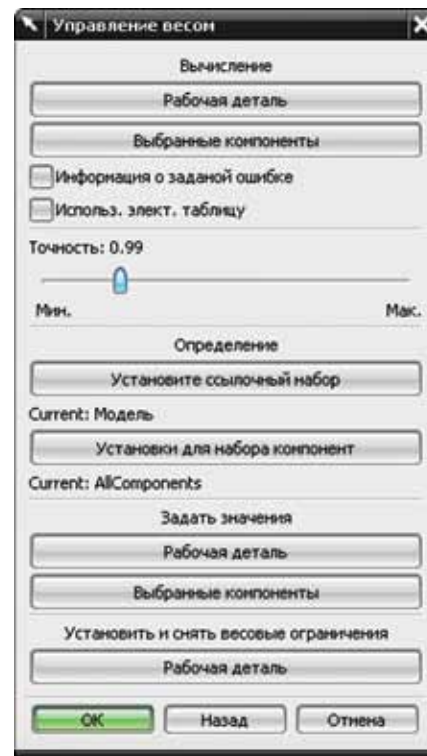 Управление весом
Вычисление
Рабочая деталь
Выбранные компоненты
Информация о заданой ошибке
Использ. элект. таблицу
Точность: 0.99
Мин. Макс.
Определение
Установите ссылочный набор
Current: Модель
Установки для набора компонент
Current: AllComponents
Задать значения
Рабочая деталь
Выбранные компоненты
Установить и снять весовые ограничения
Рабочая деталь
OK Назад Отмена